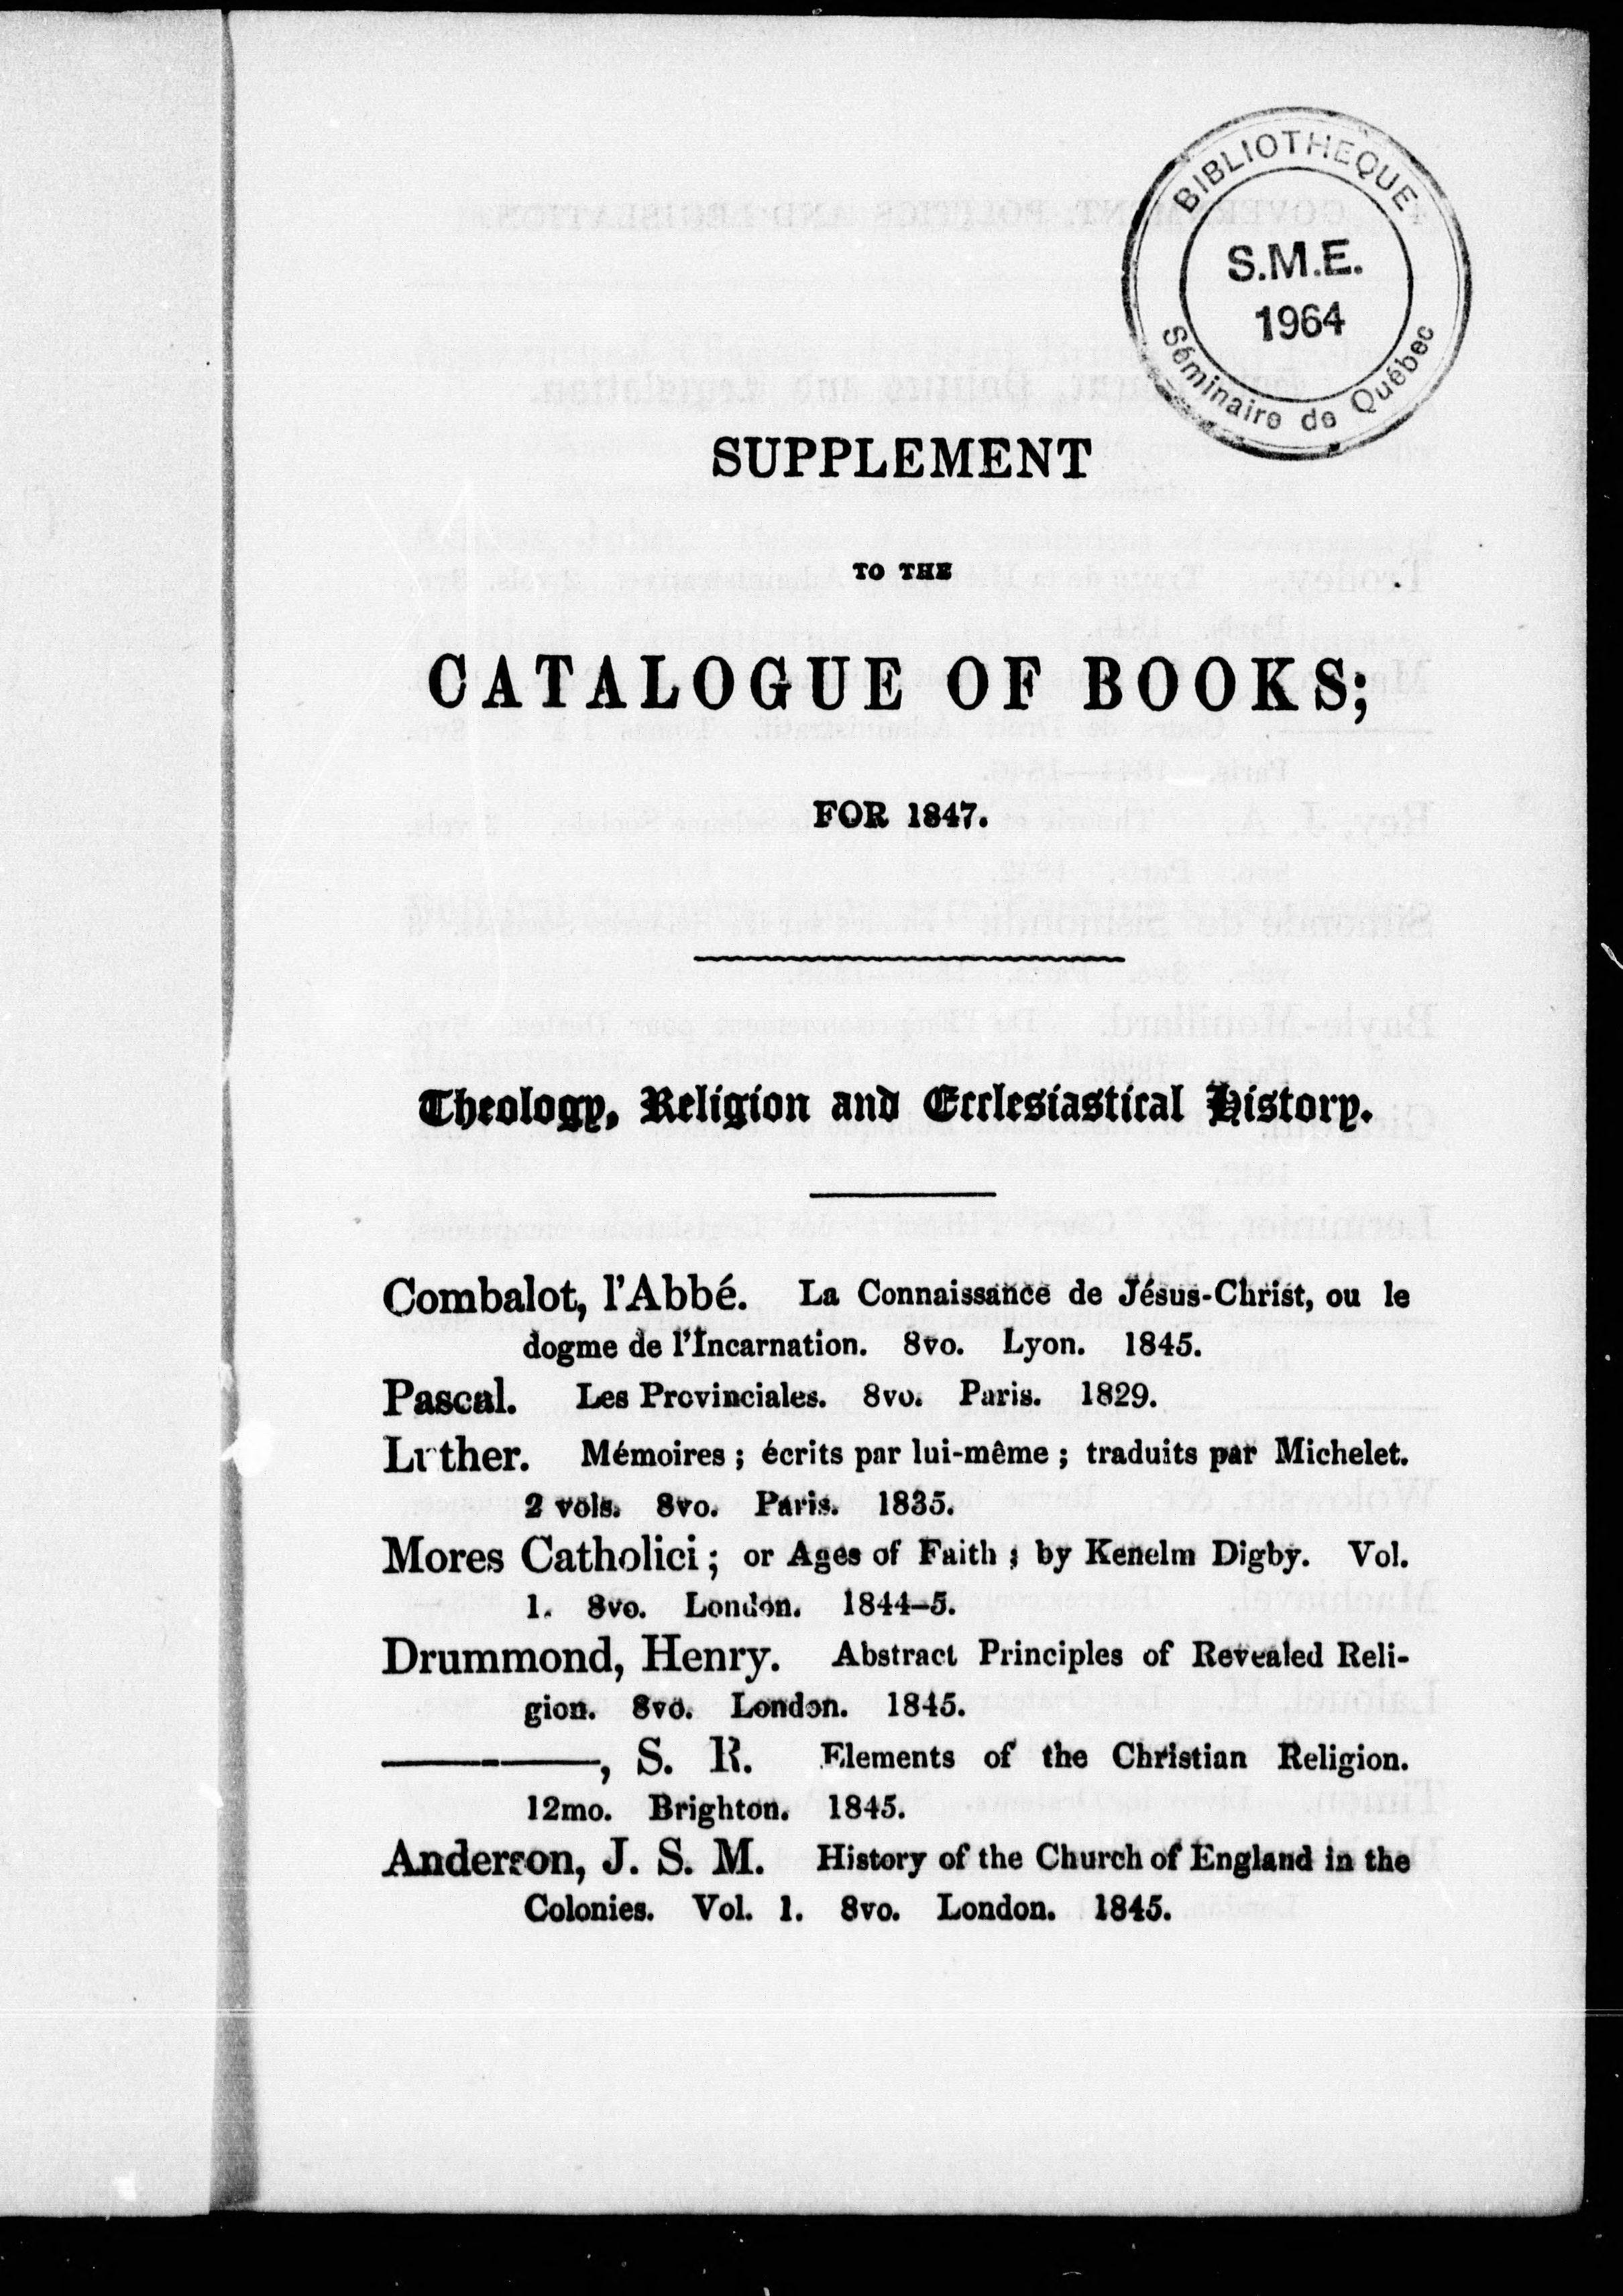 BIBLIOTHEQUE
S.M.E.
1964
Séminaire de Québec
SUPPLEMENT
TO THE
CATALOGUE OF BOOKS;
FOR 1847.
Theology, Religion and Ecclesiastical History.
Combalot, l'Abbé. La Connaissance de Jésus-Christ, ou le
dogme de l'Incarnation. 8vo. Lyon. 1845.
Pascal. Les Provinciales. 8vo. Paris. 1829.
Luther. Mémoires ; écrits par lui-même ; traduits par Michelet.
2 vols. 8vo. Paris. 1835.
Mores Catholici ; or Ages of Faith ; by Kenelm Digby. Vol.
1. 8vo. London. 1844–5.
Drummond, Henry. Abstract Principles of Revealed Reli-
gion. 8vo. London. 1845.
————, S. R. Elements of the Christian Religion.
12mo. Brighton. 1845.
Anderson, J. S. M. History of the Church of England in the
Colonies. Vol. 1. 8vo. London. 1845.